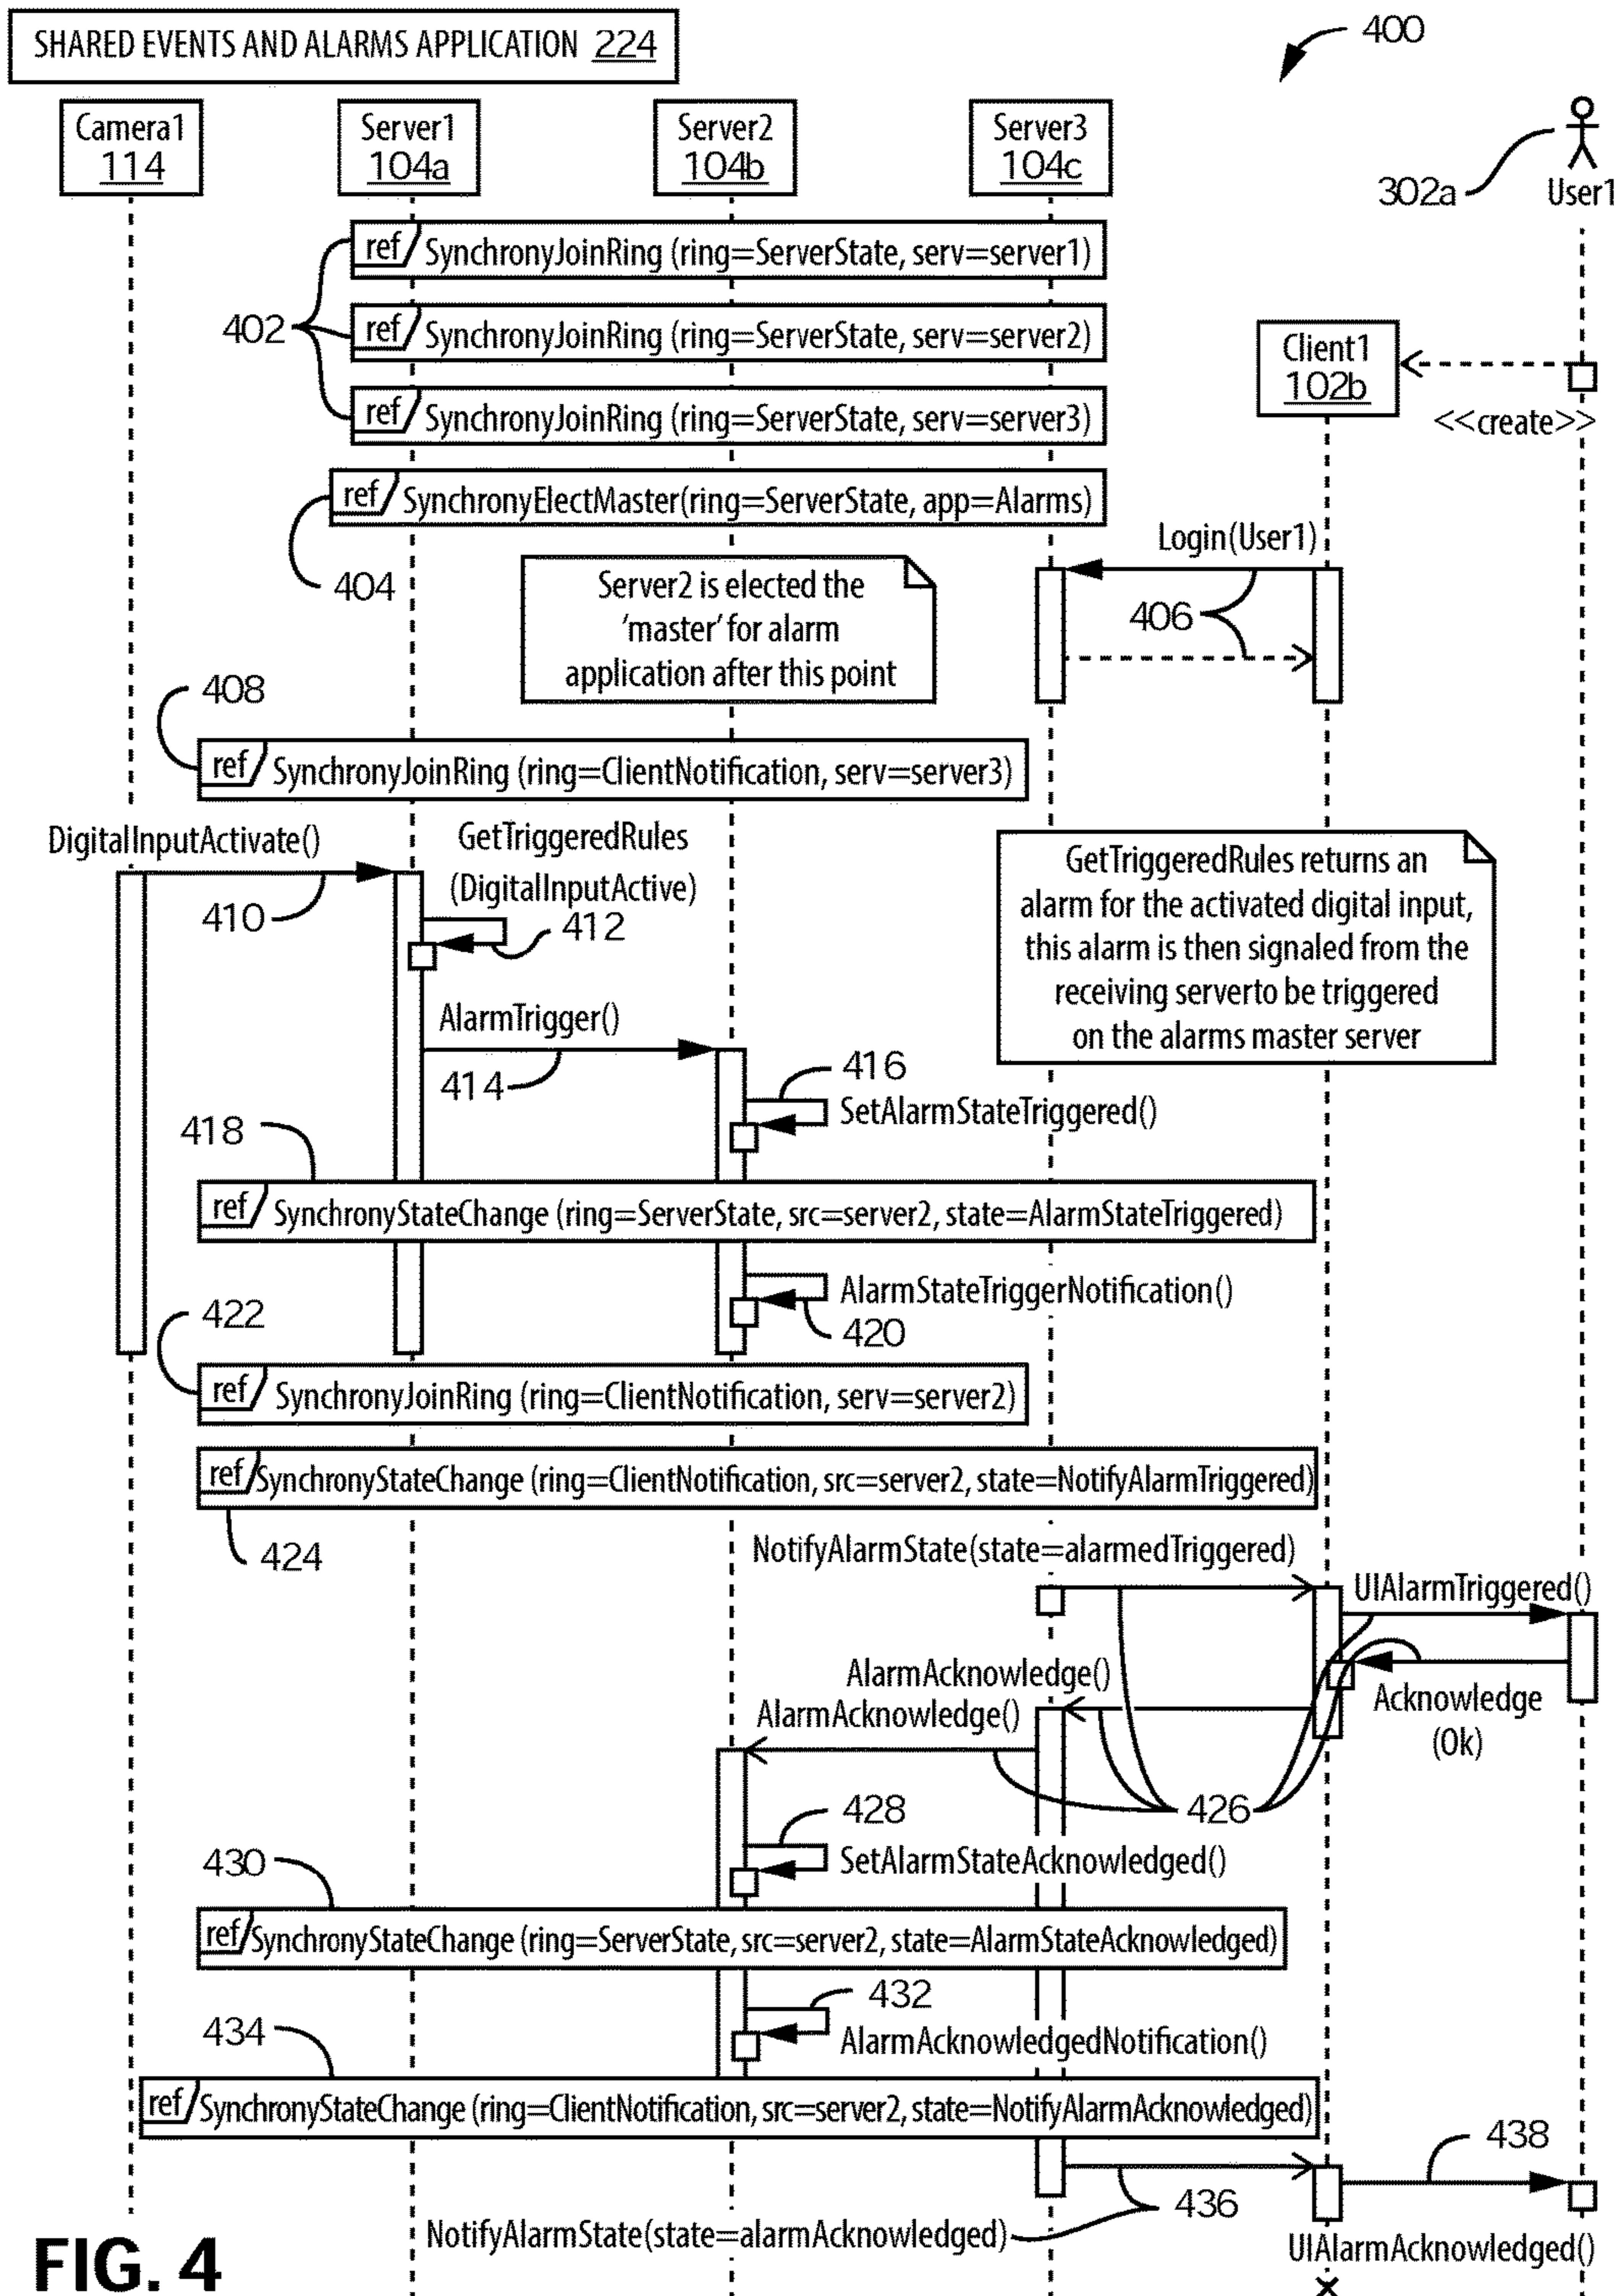 SHARED EVENTS AND ALARMS APPLICATION 224
400
Camera1
114
Server1
104a
Server2
104b
Server3
104c
302a
User1
ref SynchronyJoinRing (ring=ServerState, serv=server1)
402
ref SynchronyJoinRing (ring=ServerState, serv=server2)
ref SynchronyJoinRing (ring=ServerState, serv=server3)
Client1
102b
<<create>>
ref SynchronyElectMaster(ring=ServerState, app=Alarms)
404
Server2 is elected the
'master' for alarm
application after this point
Login(User1)
406
408
ref SynchronyJoinRing (ring=ClientNotification, serv=server3)
DigitalInputActivate()
410
GetTriggeredRules
(DigitalInputActive)
412
GetTriggeredRules returns an
alarm for the activated digital input,
this alarm is then signaled from the
receiving serverto be triggered
on the alarms master server
AlarmTrigger()
414
416
SetAlarmStateTriggered()
418
ref SynchronyStateChange (ring=ServerState, src=server2, state=AlarmStateTriggered)
AlarmStateTriggerNotification()
420
422
ref SynchronyJoinRing (ring=ClientNotification, serv=server2)
ref SynchronyStateChange (ring=ClientNotification, src=server2, state=NotifyAlarmTriggered)
424
NotifyAlarmState(state=alarmedTriggered)
UIAlarmTriggered()
AlarmAcknowledge()
AlarmAcknowledge()
Acknowledge
(Ok)
426
428
SetAlarmStateAcknowledged()
430
ref SynchronyStateChange (ring=ServerState, src=server2, state=AlarmStateAcknowledged)
432
AlarmAcknowledgedNotification()
434
ref SynchronyStateChange (ring=ClientNotification, src=server2, state=NotifyAlarmAcknowledged)
438
436
NotifyAlarmState(state=alarmAcknowledged)
UIAlarmAcknowledged()
FIG. 4